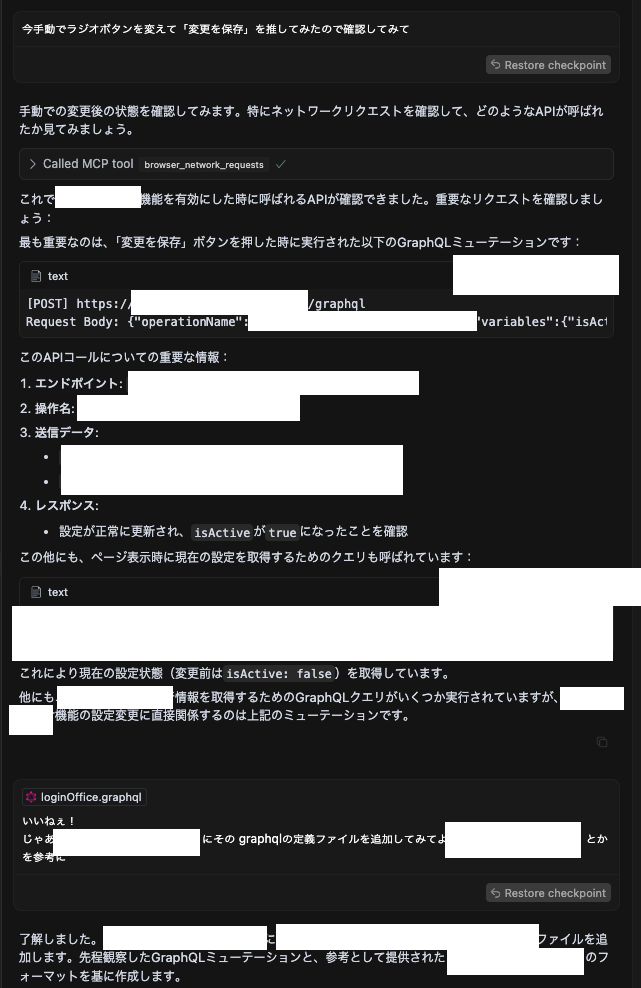 今手動でラジオボタンを変えて「変更を保存」を推してみたので確認してみて
Restore checkpoint
手動での変更後の状態を確認してみます。特にネットワークリクエストを確認して、どのようなAPIが呼ばれ
たか見てみましょう。
Called MCP tool browser_network_requests
これで 機能を有効にした時に呼ばれるAPIが確認できました。重要なリクエストを確認しまし
ょう：
最も重要なのは、「変更を保存」ボタンを押した時に実行された以下のGraphQLミューテーションです：
text
[POST] https:/ /graphql
Request Body: {"operationName": "variables":{"isAct
このAPIコールについての重要な情報：
1. エンドポイント:
2. 操作名:
3. 送信データ:
4. レスポンス:
• 設定が正常に更新され、isActiveがtrueになったことを確認
この他にも、ページ表示時に現在の設定を取得するためのクエリも呼ばれています：
text
これにより現在の設定状態（変更前はisActive: false）を取得しています。
他にも 情報を取得するためのGraphQLクエリがいくつか実行されていますが、
機能の設定変更に直接関係するのは上記のミューテーションです。
loginOffice.graphql
いいねぇ！
じゃあ にその graphqlの定義ファイルを追加してみてよ とか
を参考に
Restore checkpoint
了解しました。 に ファイルを追
加します。先程観察したGraphQLミューテーションと、参考として提供された のフ
ォーマットを基に作成します。